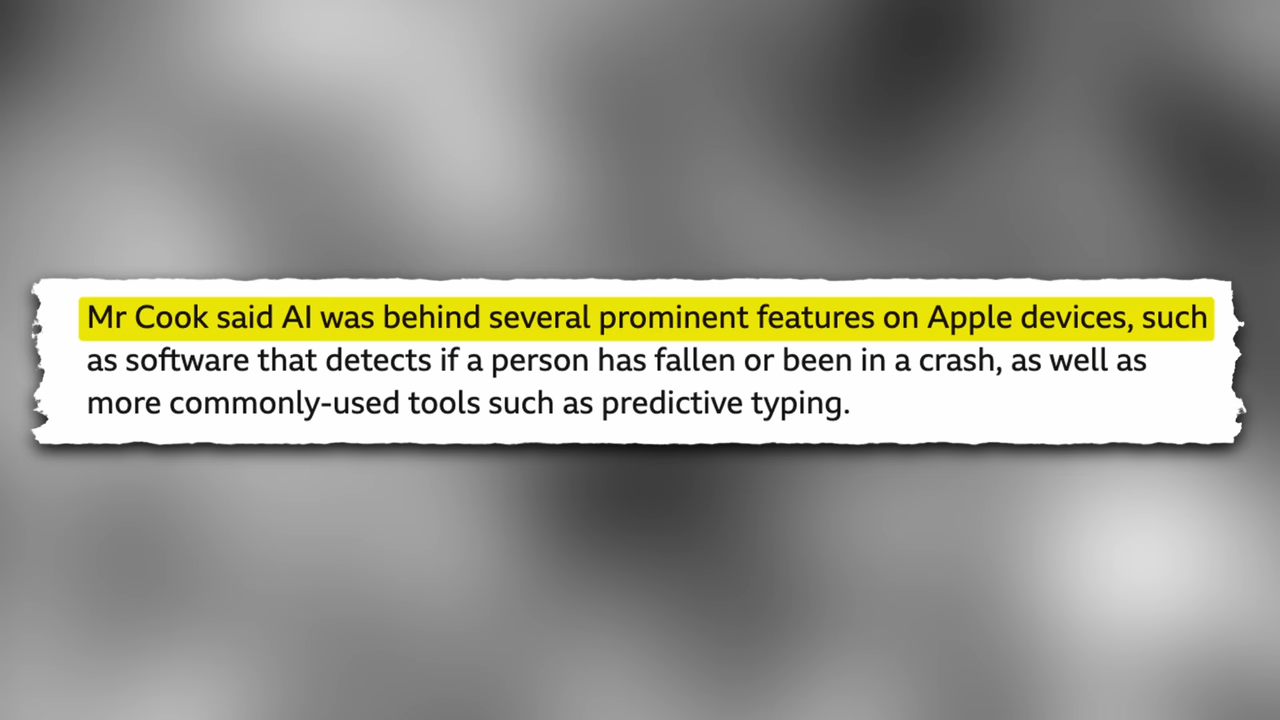 Mr Cook said AI was behind several prominent features on Apple devices, such
as software that detects if a person has fallen or been in a crash, as well as
more commonly-used tools such as predictive typing.